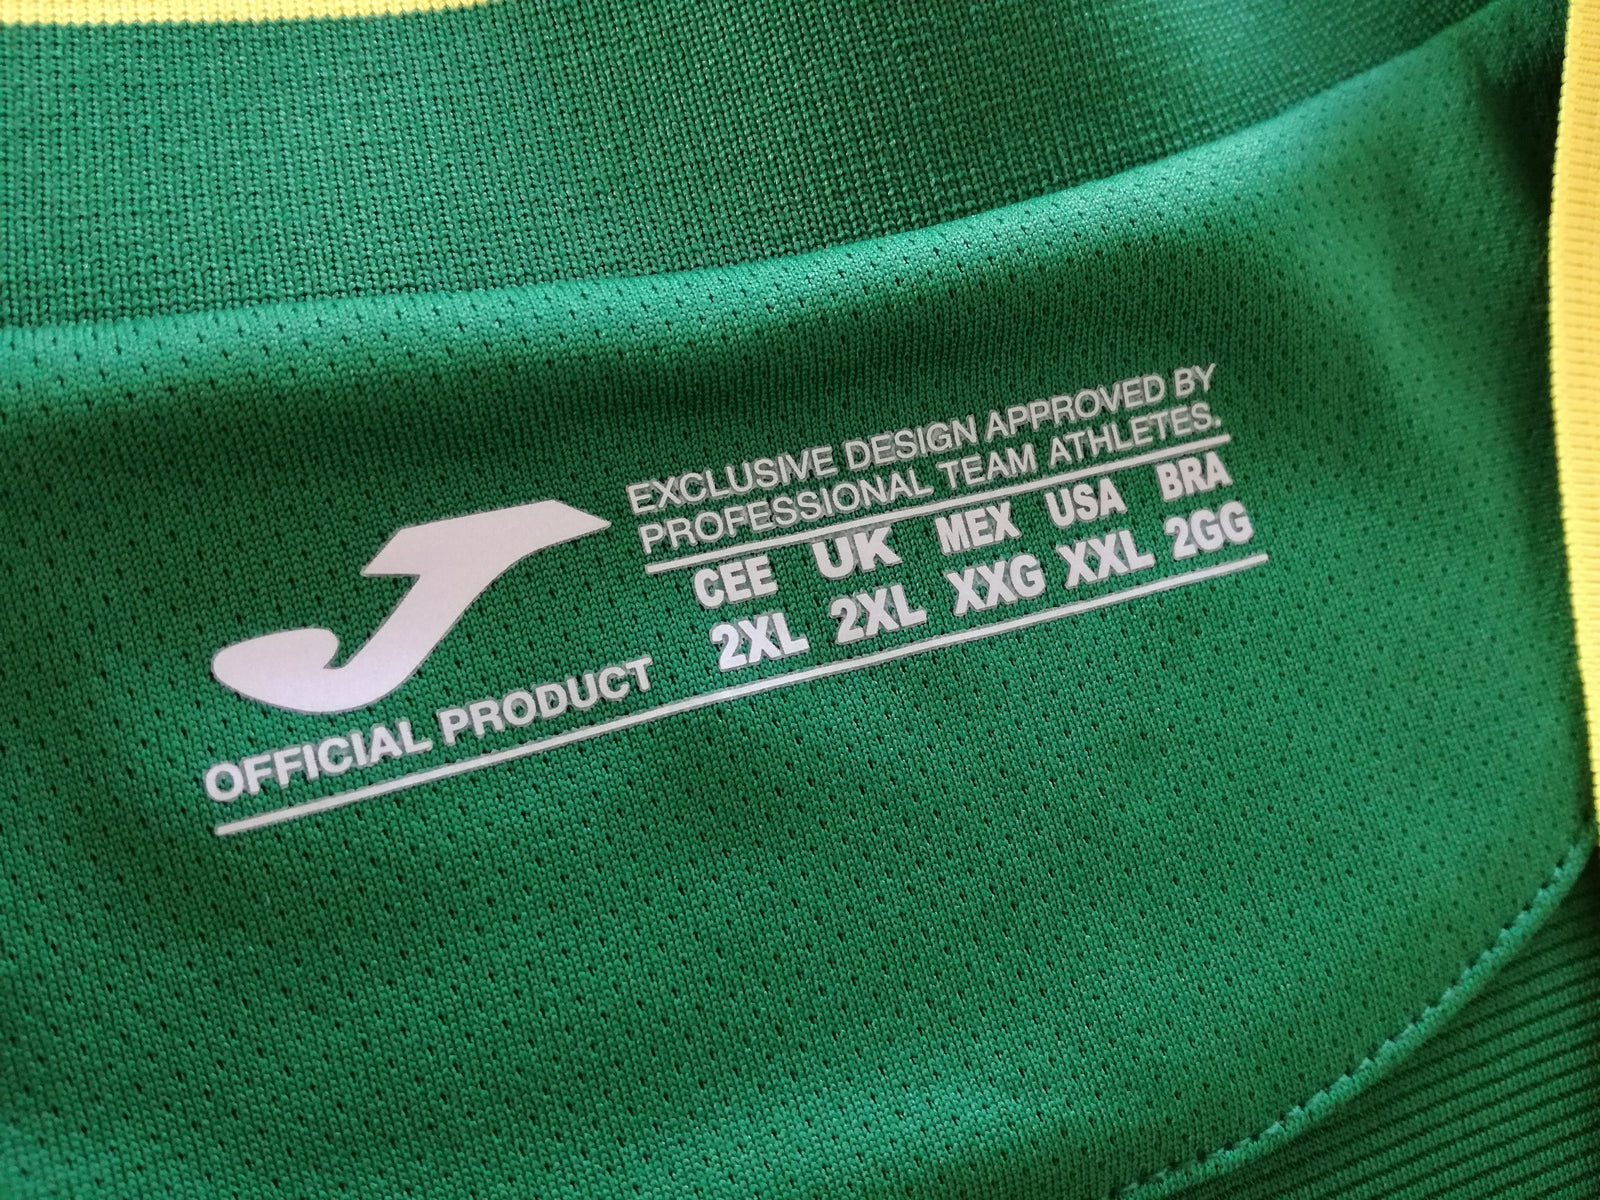 EXCLUSIVE DESIGN APPROVED BY
PROFESSIONAL TEAM ATHLETES.
CEE UK MEX USA BRA
2XL 2XL XXG XXL 2GG
OFFICIAL PRODUCT